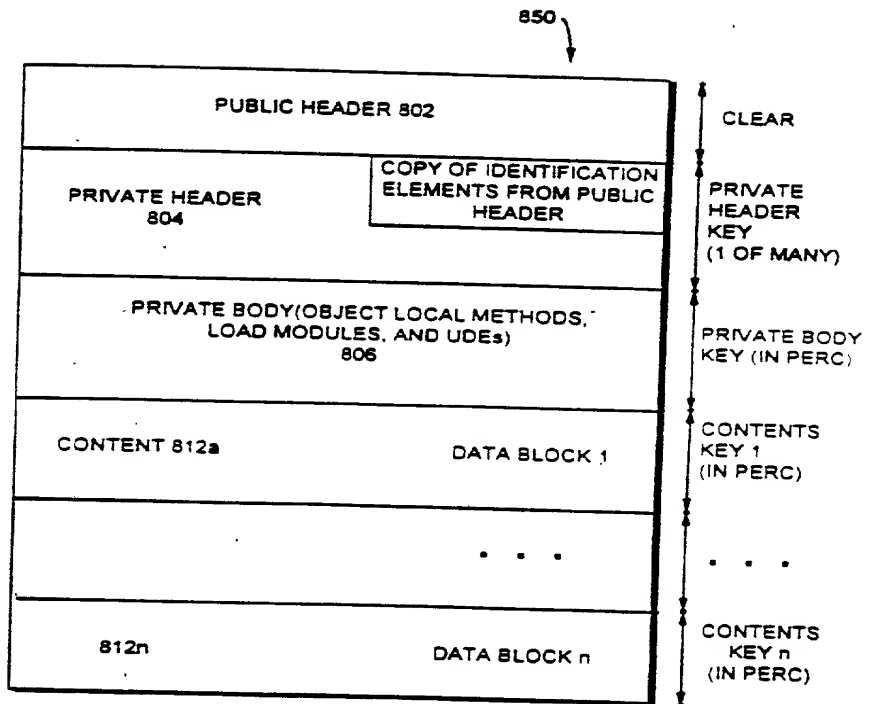 850
PUBLIC HEADER 802
CLEAR
PRIVATE HEADER
804
COPY OF IDENTIFICATION
ELEMENTS FROM PUBLIC
HEADER
PRIVATE
HEADER
KEY
(1 OF MANY)
PRIVATE BODY(OBJECT LOCAL METHODS,
LOAD MODULES, AND UDEs)
806
PRIVATE BODY
KEY (IN PERC)
CONTENT 812a
DATA BLOCK 1
CONTENTS
KEY 1
(IN PERC)
. . .
. . .
812n
DATA BLOCK n
CONTENTS
KEY n
(IN PERC)